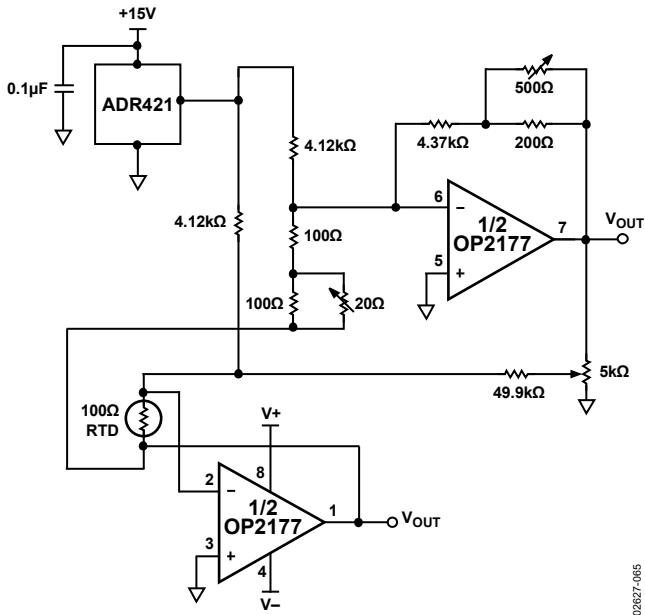 +15V
0.1µF
ADR421
500Ω
4.12kΩ
4.37kΩ
200Ω
4.12kΩ
6
1/2
OP2177
7
VOUT
5
100Ω
100Ω
20Ω
5kΩ
49.9kΩ
100Ω
RTD
V+
8
2
1/2
OP2177
1
VOUT
3
4
V–
02627-065